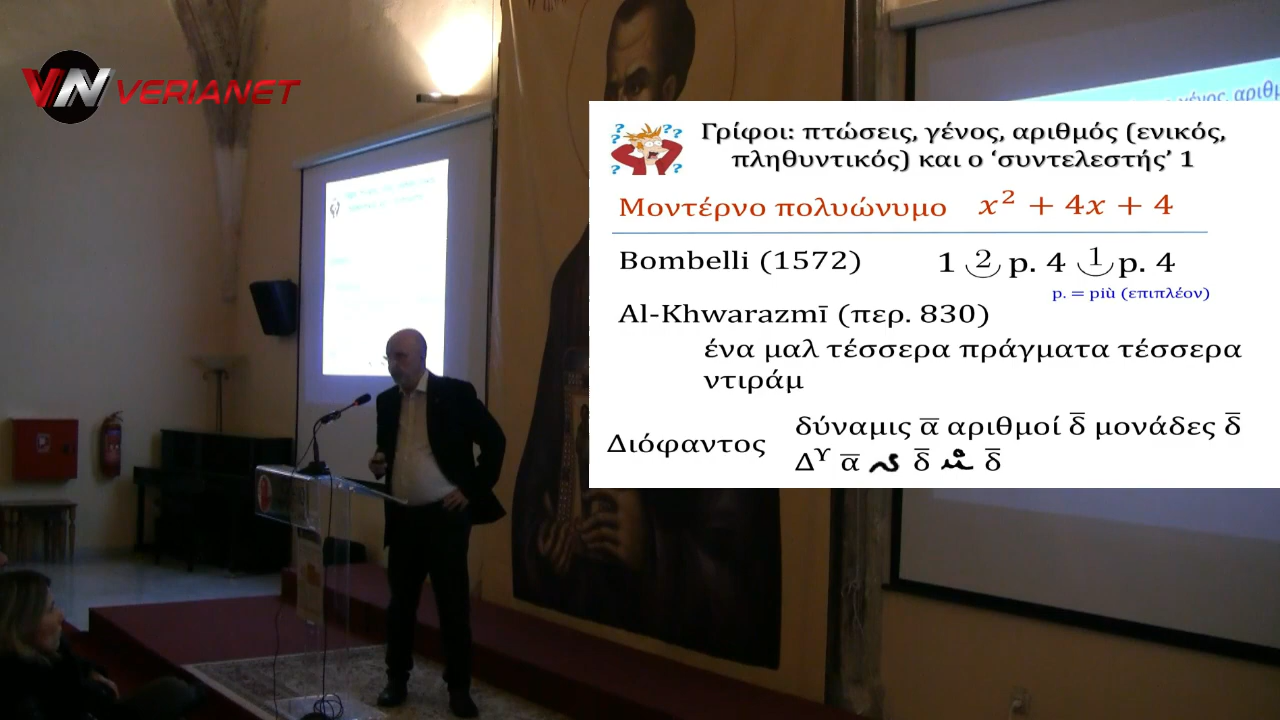 VN VERIANET
Γρίφοι: πτώσεις, γένος, αριθμός (ενικός,
πληθυντικός) και ο ‘συντελεστής’ 1
Μοντέρνο πολυώνυμο x² + 4x + 4
Bombelli (1572) 1 2 p. 4 1 p. 4
p. = più (επιπλέον)
Al-Khwarazmī (περ. 830)
ένα μαλ τέσσερα πράγματα τέσσερα
ντιράμ
Διόφαντος
δύναμις α̅ αριθμοί δ̅ μονάδες δ̅
Δ^Υ α̅ δ̅ δ̅